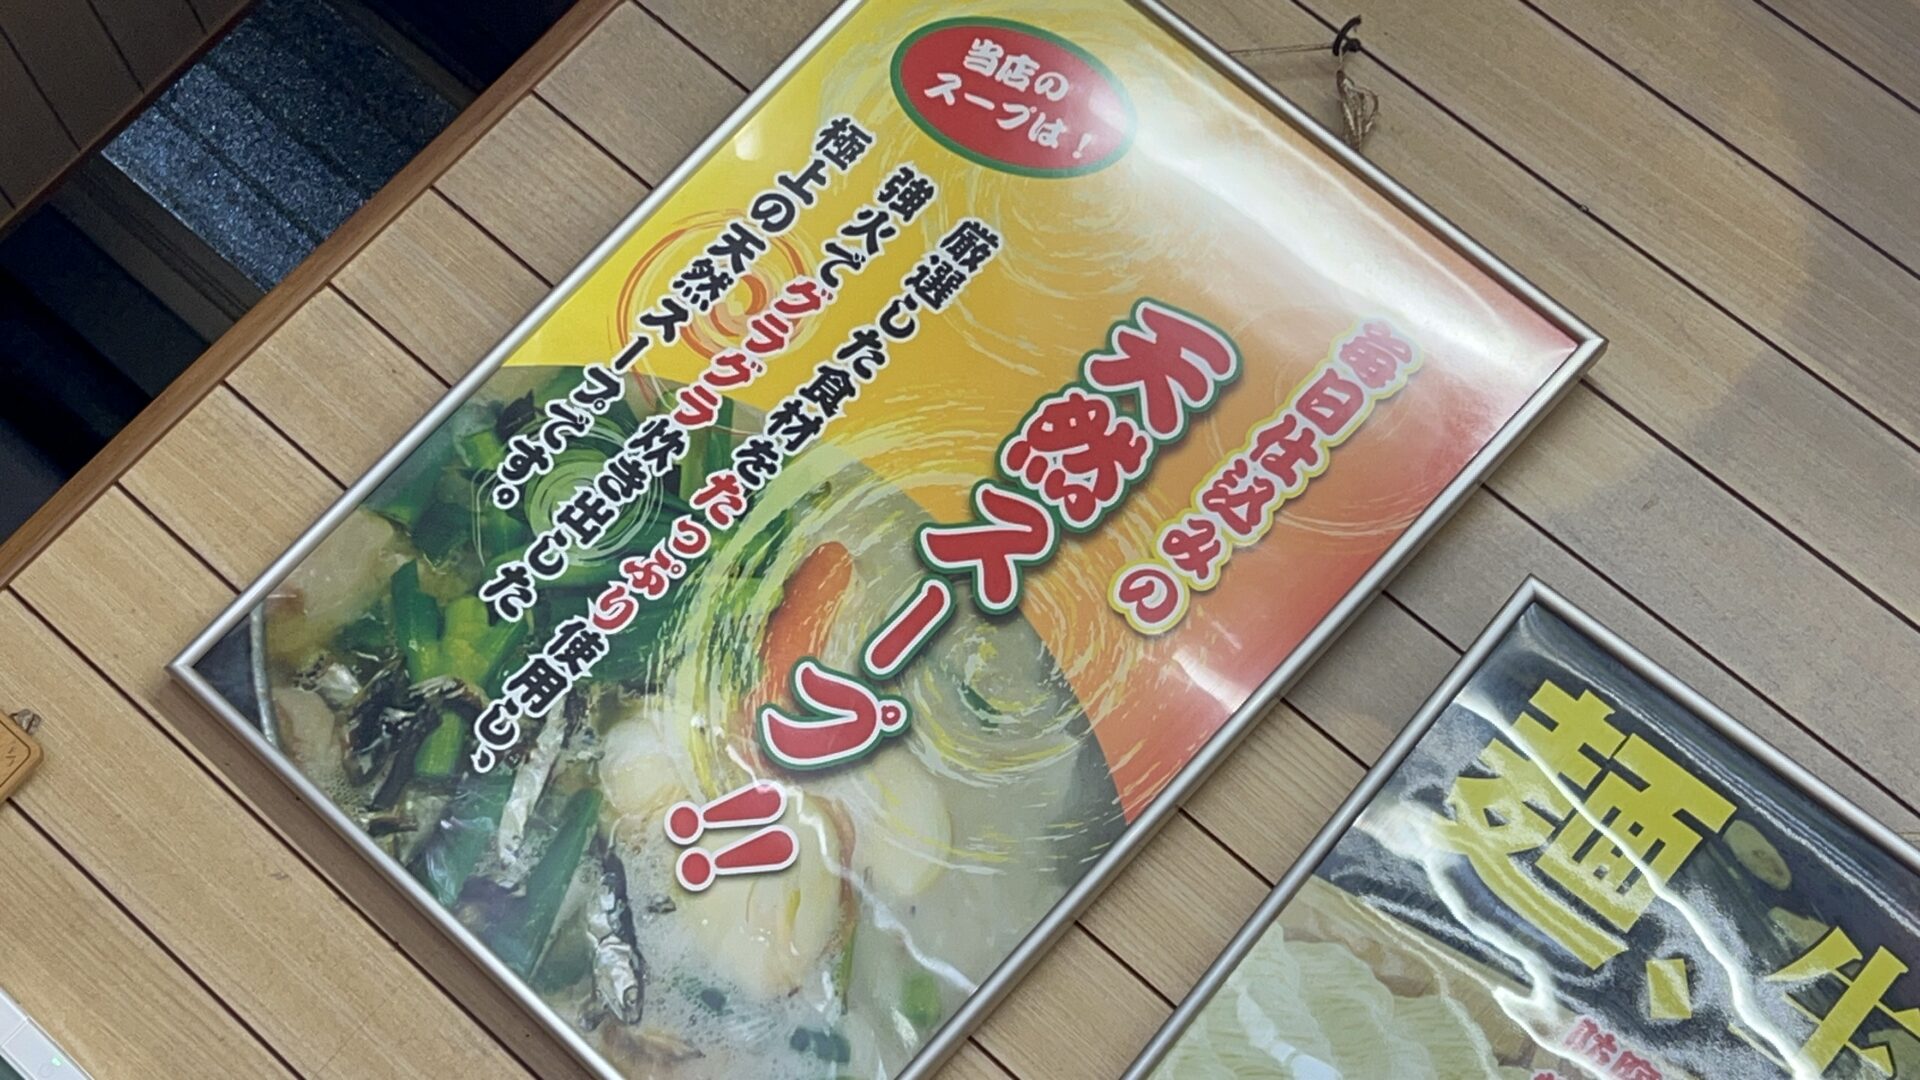 当店の
スープは!
毎日仕込みの
天然スープ!!
厳選した食材をたっぷり使用し、
強火でグラグラ炊き出した
極上の天然スープです。
麺・